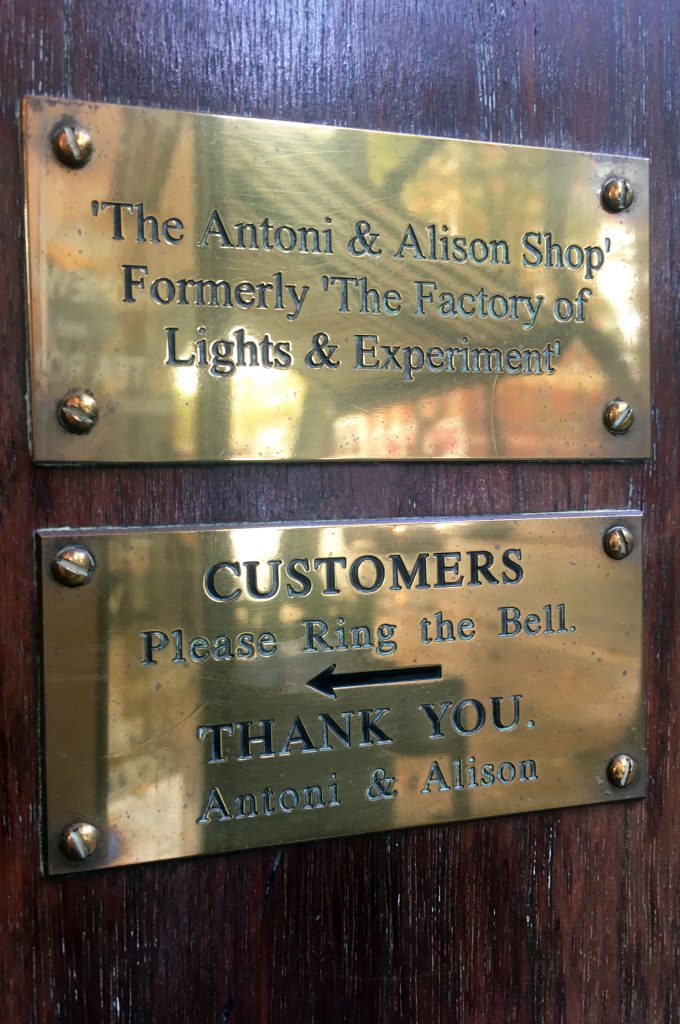 'The Antoni & Alison Shop'
Formerly 'The Factory of
Lights & Experiment'
CUSTOMERS
Please Ring the Bell.
THANK YOU.
Antoni & Alison